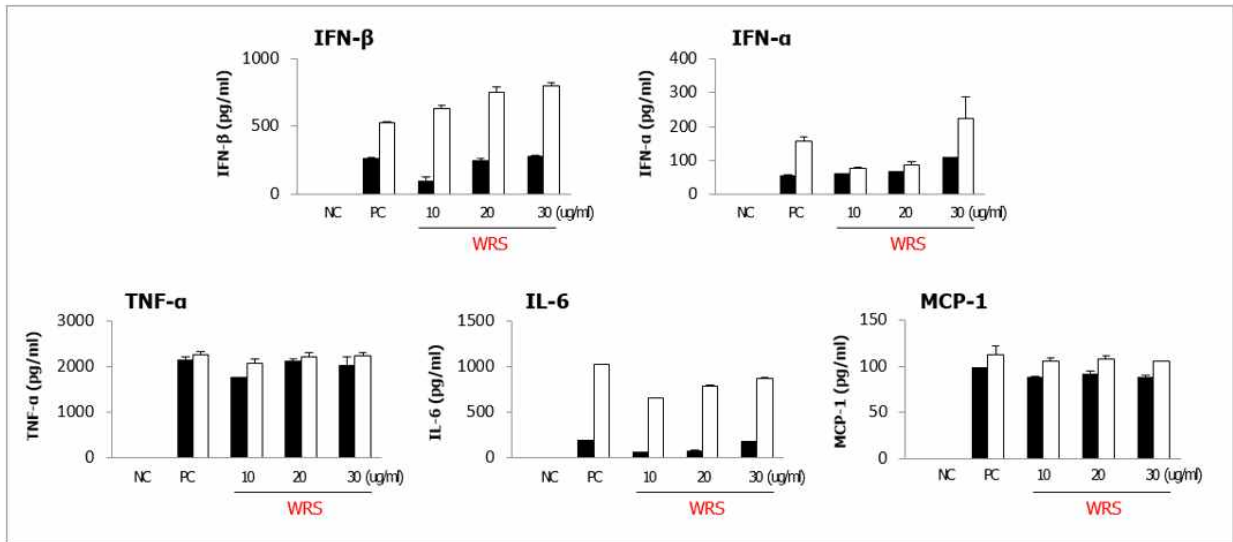 IFN-β
IFN-β (pg/ml)
1000
500
0
NC PC 10 20 30 (ug/ml)
WRS
IFN-α
IFN-α (pg/ml)
400
300
200
100
0
NC PC 10 20 30 (ug/ml)
WRS
TNF-α
TNF-α (pg/ml)
3000
2000
1000
0
NC PC 10 20 30 (ug/ml)
WRS
IL-6
IL-6 (pg/ml)
1500
1000
500
0
NC PC 10 20 30 (ug/ml)
WRS
MCP-1
MCP-1 (pg/ml)
150
100
50
0
NC PC 10 20 30 (ug/ml)
WRS